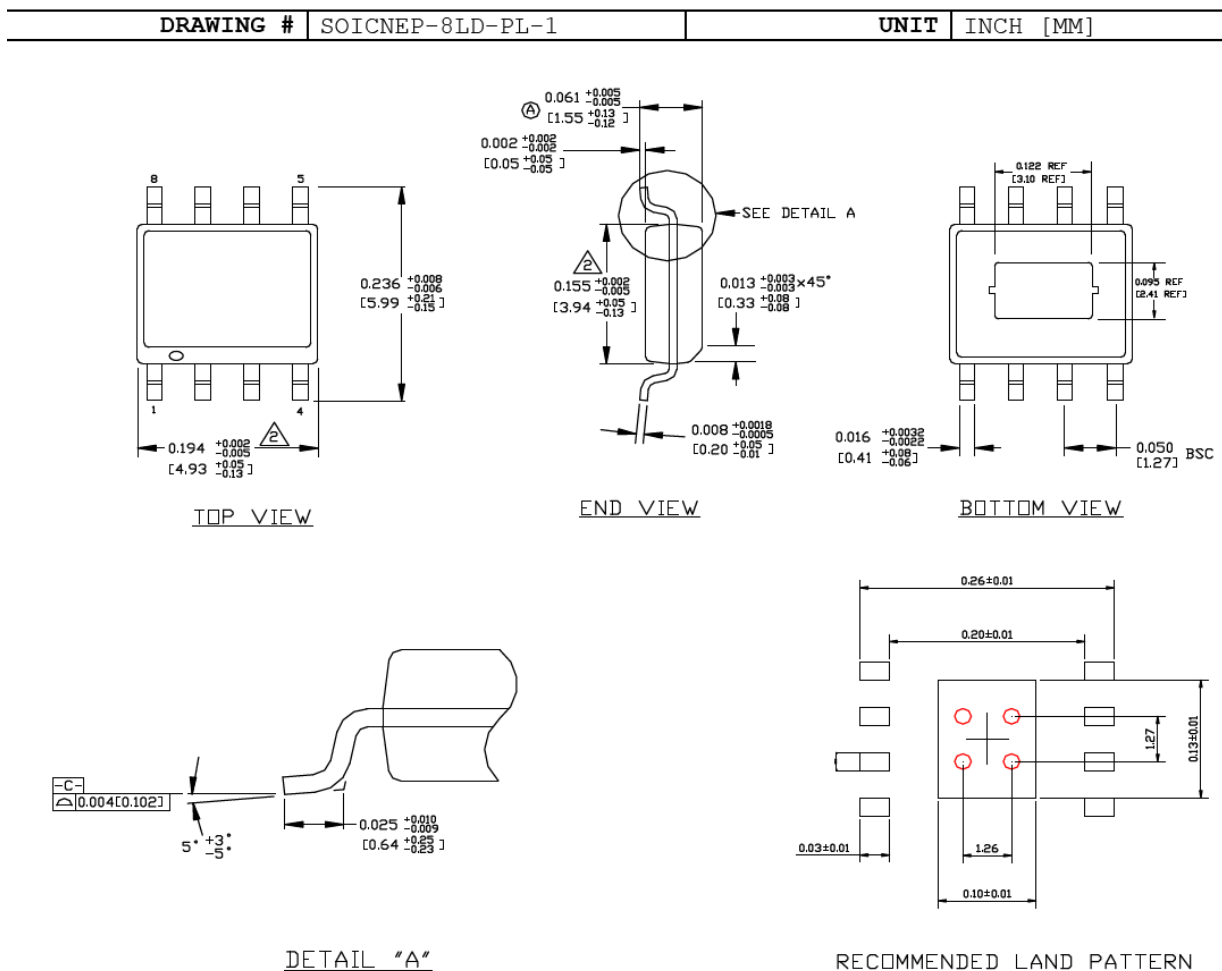 DRAWING # SOICNEP-8LD-PL-1 UNIT INCH [MM]
Ⓐ 0.061 +0.005 -0.005
[1.55 +0.13 -0.12 ]
0.002 +0.002 -0.002
[0.05 +0.05 -0.05 ]
SEE DETAIL A
2
0.155 +0.002 -0.005
[3.94 +0.05 -0.13 ]
0.013 +0.003 -0.003 ×45°
[0.33 +0.08 -0.08 ]
0.008 +0.0018 -0.0005
[0.20 +0.05 -0.01 ]
END VIEW
8 5
0.236 +0.008 -0.006
[5.99 +0.21 -0.15 ]
1 4
0.194 +0.002 -0.005 2
[4.93 +0.05 -0.13 ]
TOP VIEW
0.122 REF
[3.10 REF]
0.095 REF
[2.41 REF]
0.016 +0.0032 -0.0022
[0.41 +0.08 -0.06]
0.050 BSC
[1.27]
BOTTOM VIEW
-C-
0.004[0.102]
5° +3° -5°
0.025 +0.010 -0.009
[0.64 +0.25 -0.23 ]
DETAIL "A"
0.26±0.01
0.20±0.01
1.27
0.13±0.01
0.03±0.01
1.26
0.10±0.01
RECOMMENDED LAND PATTERN